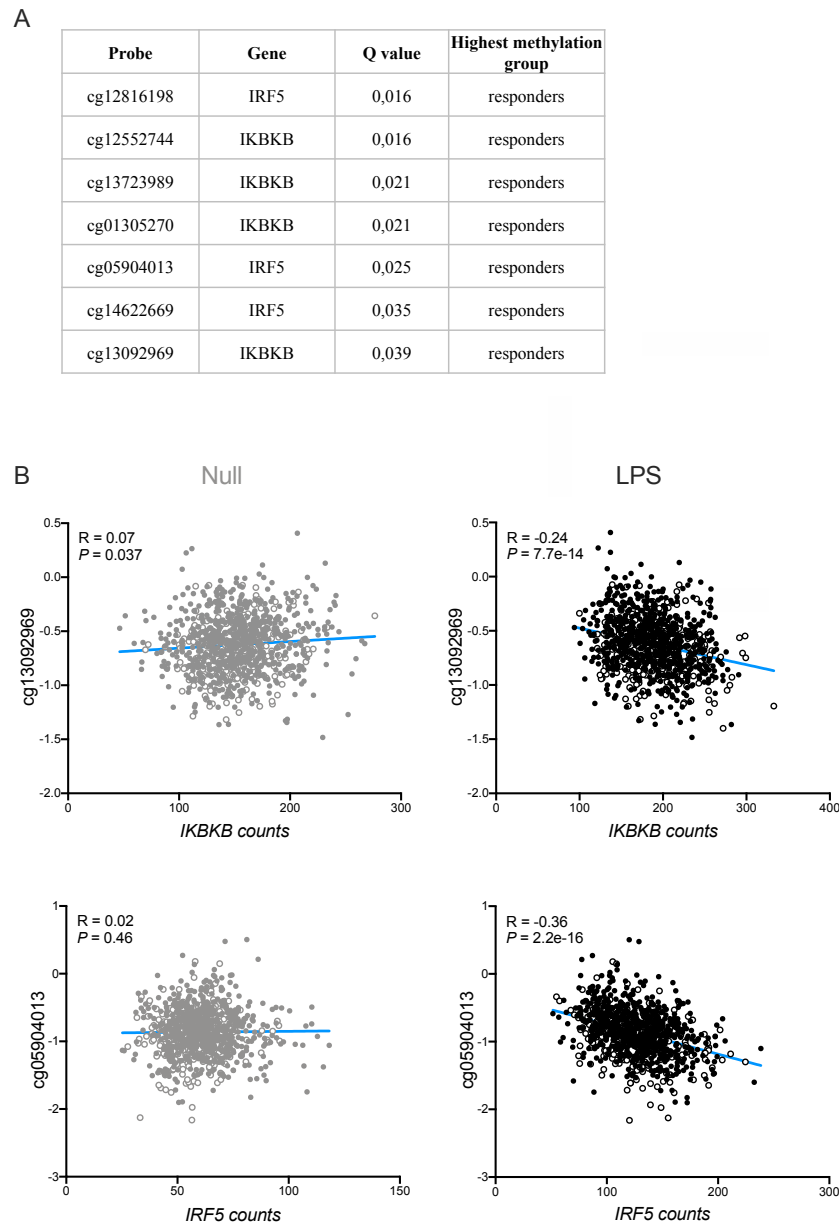 A
Probe Gene Q value Highest methylation
group
cg12816198 IRF5 0,016 responders
cg12552744 IKBKB 0,016 responders
cg13723989 IKBKB 0,021 responders
cg01305270 IKBKB 0,021 responders
cg05904013 IRF5 0,025 responders
cg14622669 IRF5 0,035 responders
cg13092969 IKBKB 0,039 responders
B
Null
LPS
R = 0.07
P = 0.037
cg13092969
0.5
0.0
-0.5
-1.0
-1.5
-2.0
0 100 200 300
IKBKB counts
R = -0.24
P = 7.7e-14
cg13092969
0.5
0.0
-0.5
-1.0
-1.5
-2.0
0 100 200 300 400
IKBKB counts
R = 0.02
P = 0.46
cg05904013
1
0
-1
-2
-3
0 50 100 150
IRF5 counts
R = -0.36
P = 2.2e-16
cg05904013
1
0
-1
-2
-3
0 100 200 300
IRF5 counts